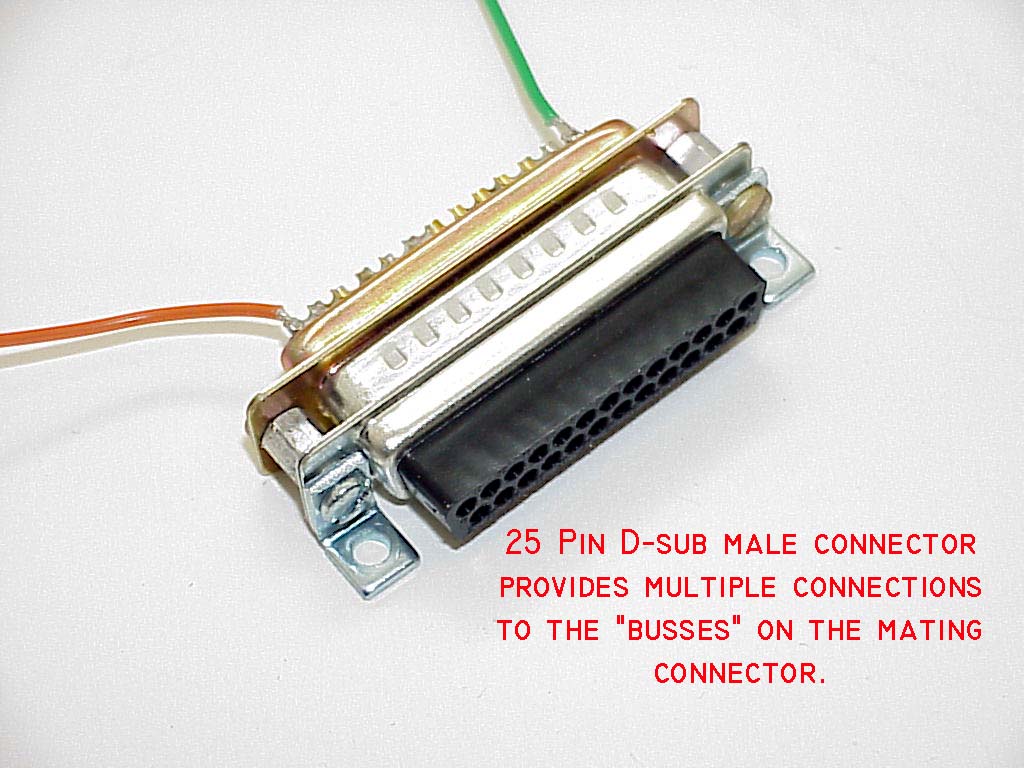 25 Pin D-sub male connector
provides multiple connections
to the "busses" on the mating
connector.